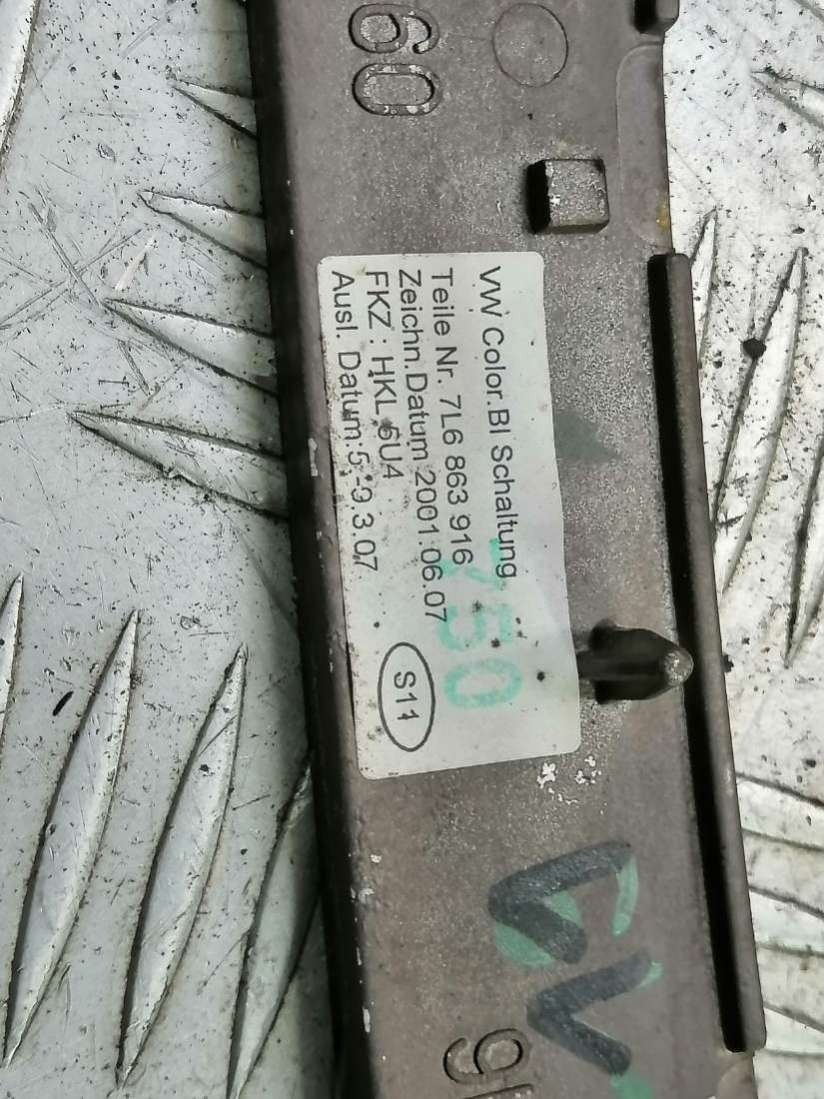 60
VW Color.Bl Schaltung
Teile Nr. 7L6 863 916
Zeichn.Datum 2001.06.07
FKZ : HKL 6U4
Ausl. Datum:5.-9.3.07
S11
750